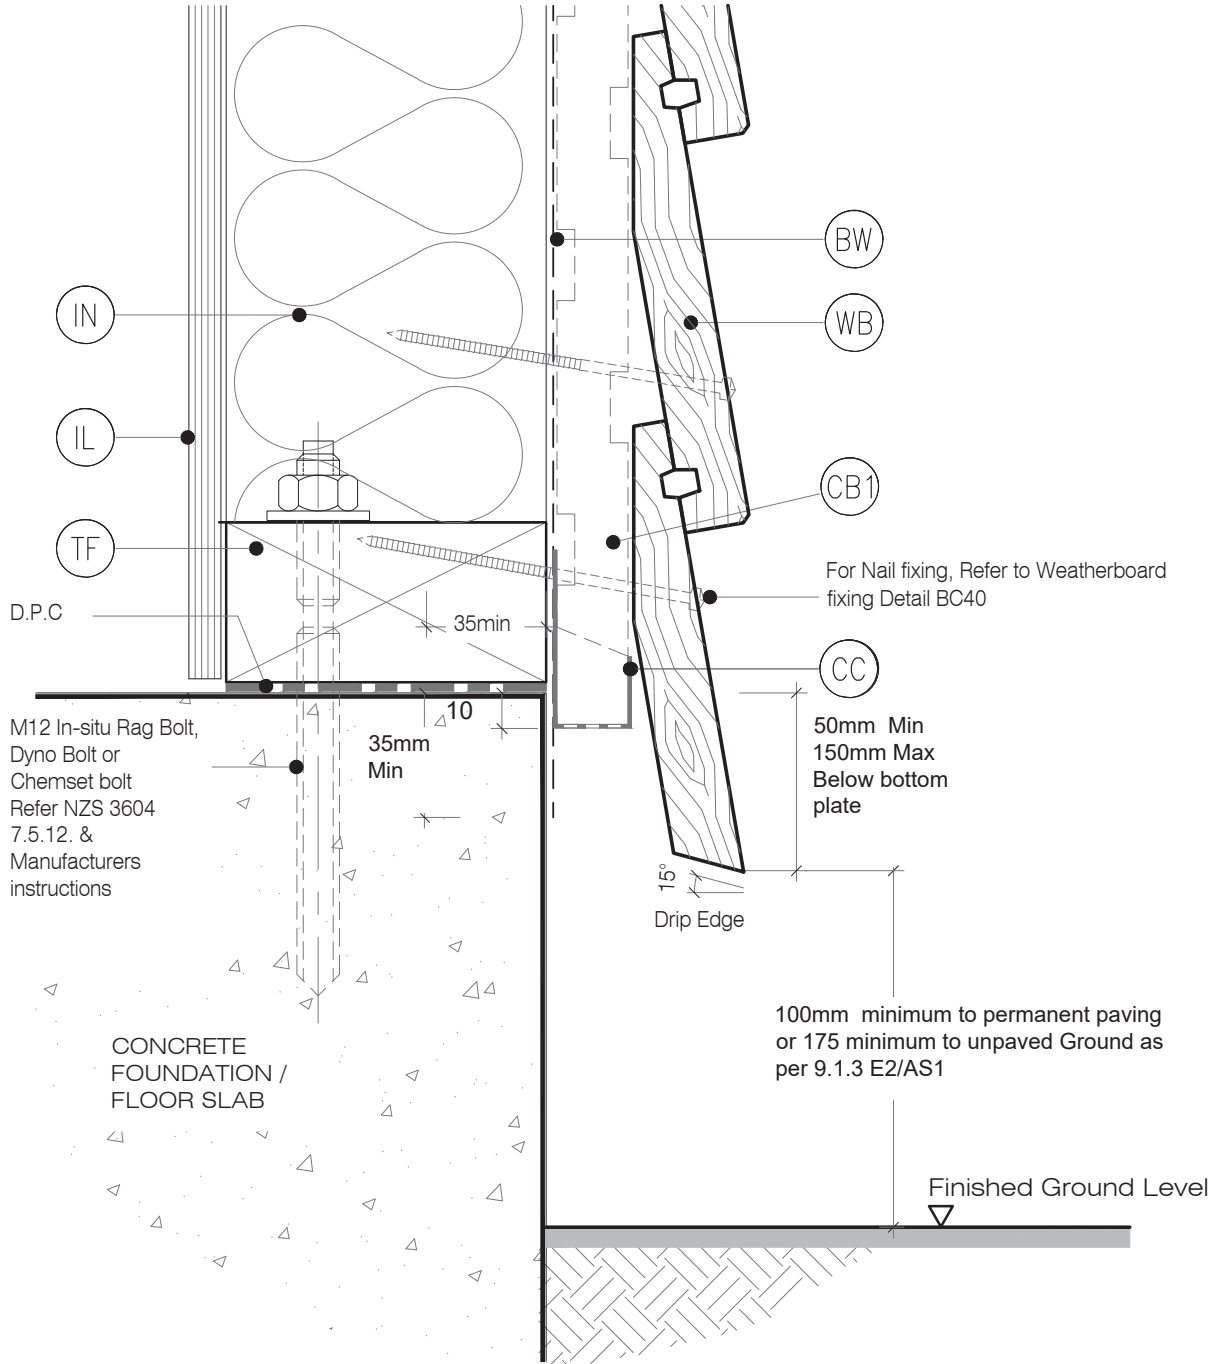 BW
IN
WB
IL
CB1
TF
For Nail fixing, Refer to Weatherboard
fixing Detail BC40
D.P.C
35min
CC
10
M12 In-situ Rag Bolt,
Dyno Bolt or
Chemset bolt
Refer NZS 3604
7.5.12. &
Manufacturers
instructions
35mm
Min
50mm Min
150mm Max
Below bottom
plate
15°
Drip Edge
100mm minimum to permanent paving
or 175 minimum to unpaved Ground as
per 9.1.3 E2/AS1
CONCRETE
FOUNDATION /
FLOOR SLAB
Finished Ground Level